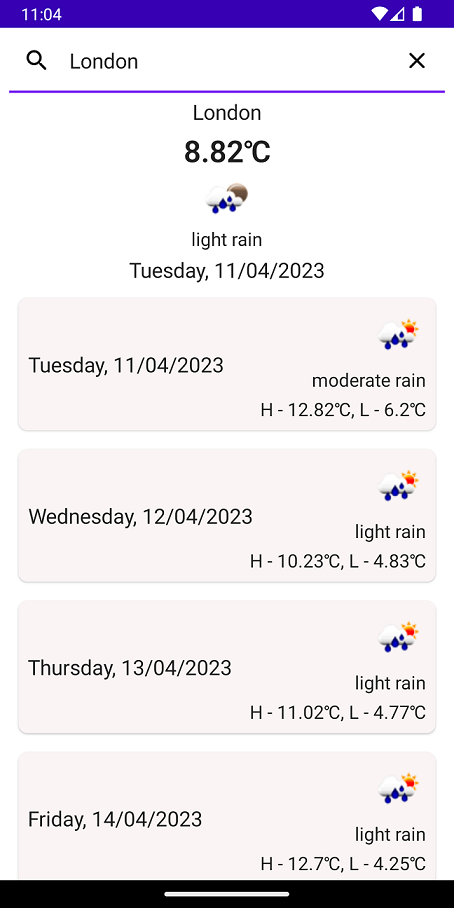 11:04
London
London
8.82℃
light rain
Tuesday, 11/04/2023
Tuesday, 11/04/2023
moderate rain
H - 12.82℃, L - 6.2℃
Wednesday, 12/04/2023
light rain
H - 10.23℃, L - 4.83℃
Thursday, 13/04/2023
light rain
H - 11.02℃, L - 4.77℃
Friday, 14/04/2023
light rain
H - 12.7℃, L - 4.25℃